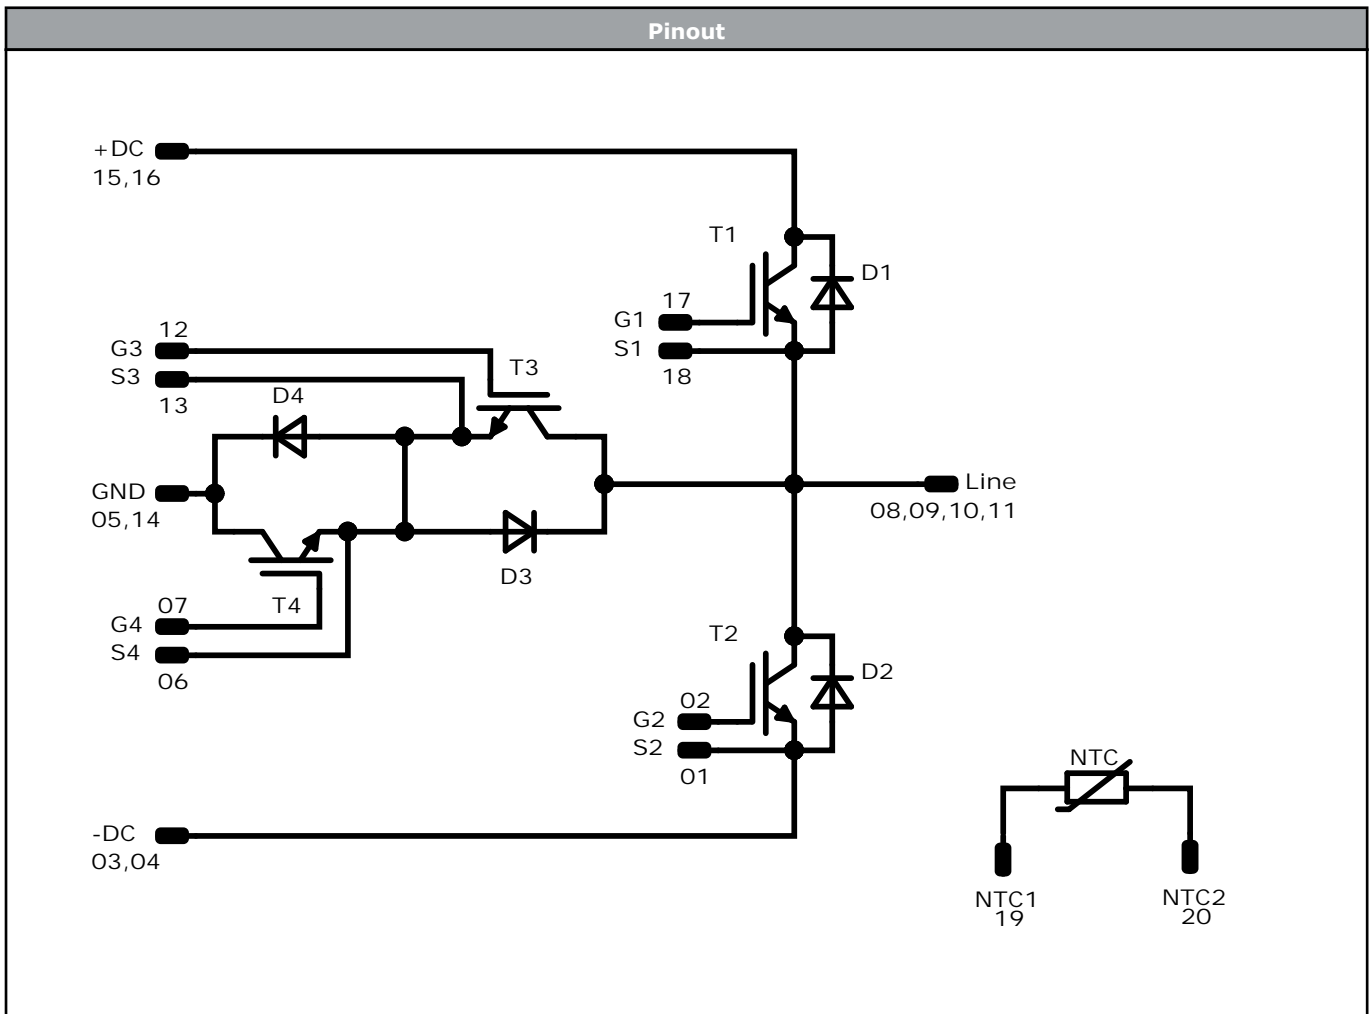 Pinout
+DC
15,16
T1
D1
17
G1
S1
18
12
G3
S3
13
T3
D4
GND
05,14
Line
08,09,10,11
D3
07
G4
S4
06
T4
T2
D2
02
G2
S2
01
-DC
03,04
NTC
NTC1
19
NTC2
20